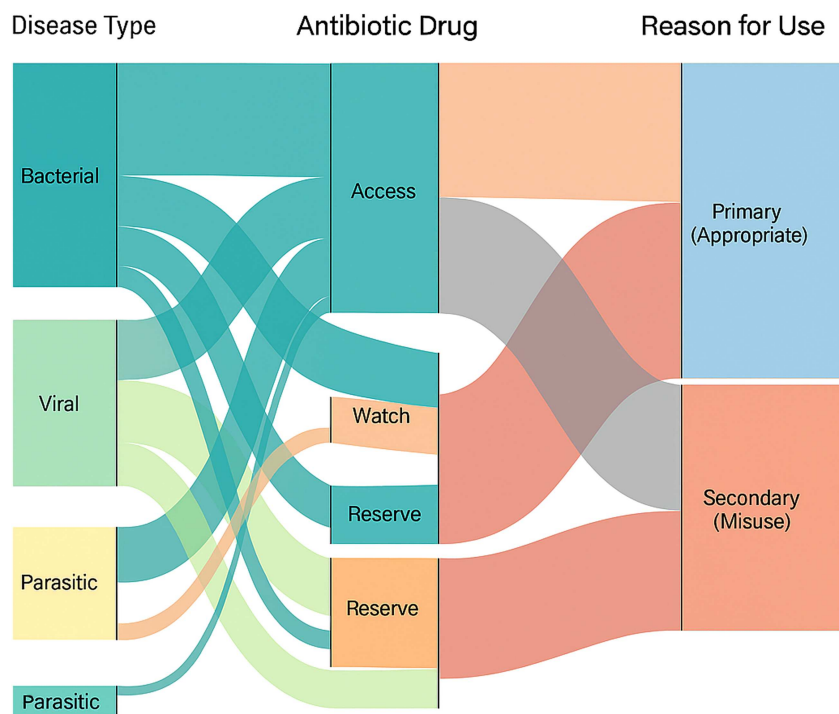 Disease Type
Antibiotic Drug
Reason for Use
Bacterial
Viral
Parasitic
Parasitic
Access
Watch
Reserve
Reserve
Primary
(Appropriate)
Secondary
(Misuse)